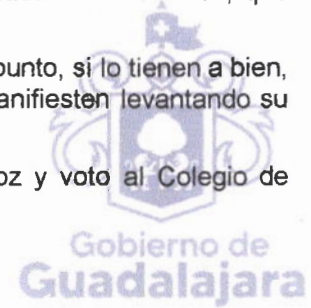 punto, si lo tienen a bien,
anifiesten levantando su
oz y voto al Colegio de
Gobierno de
Guadalajara